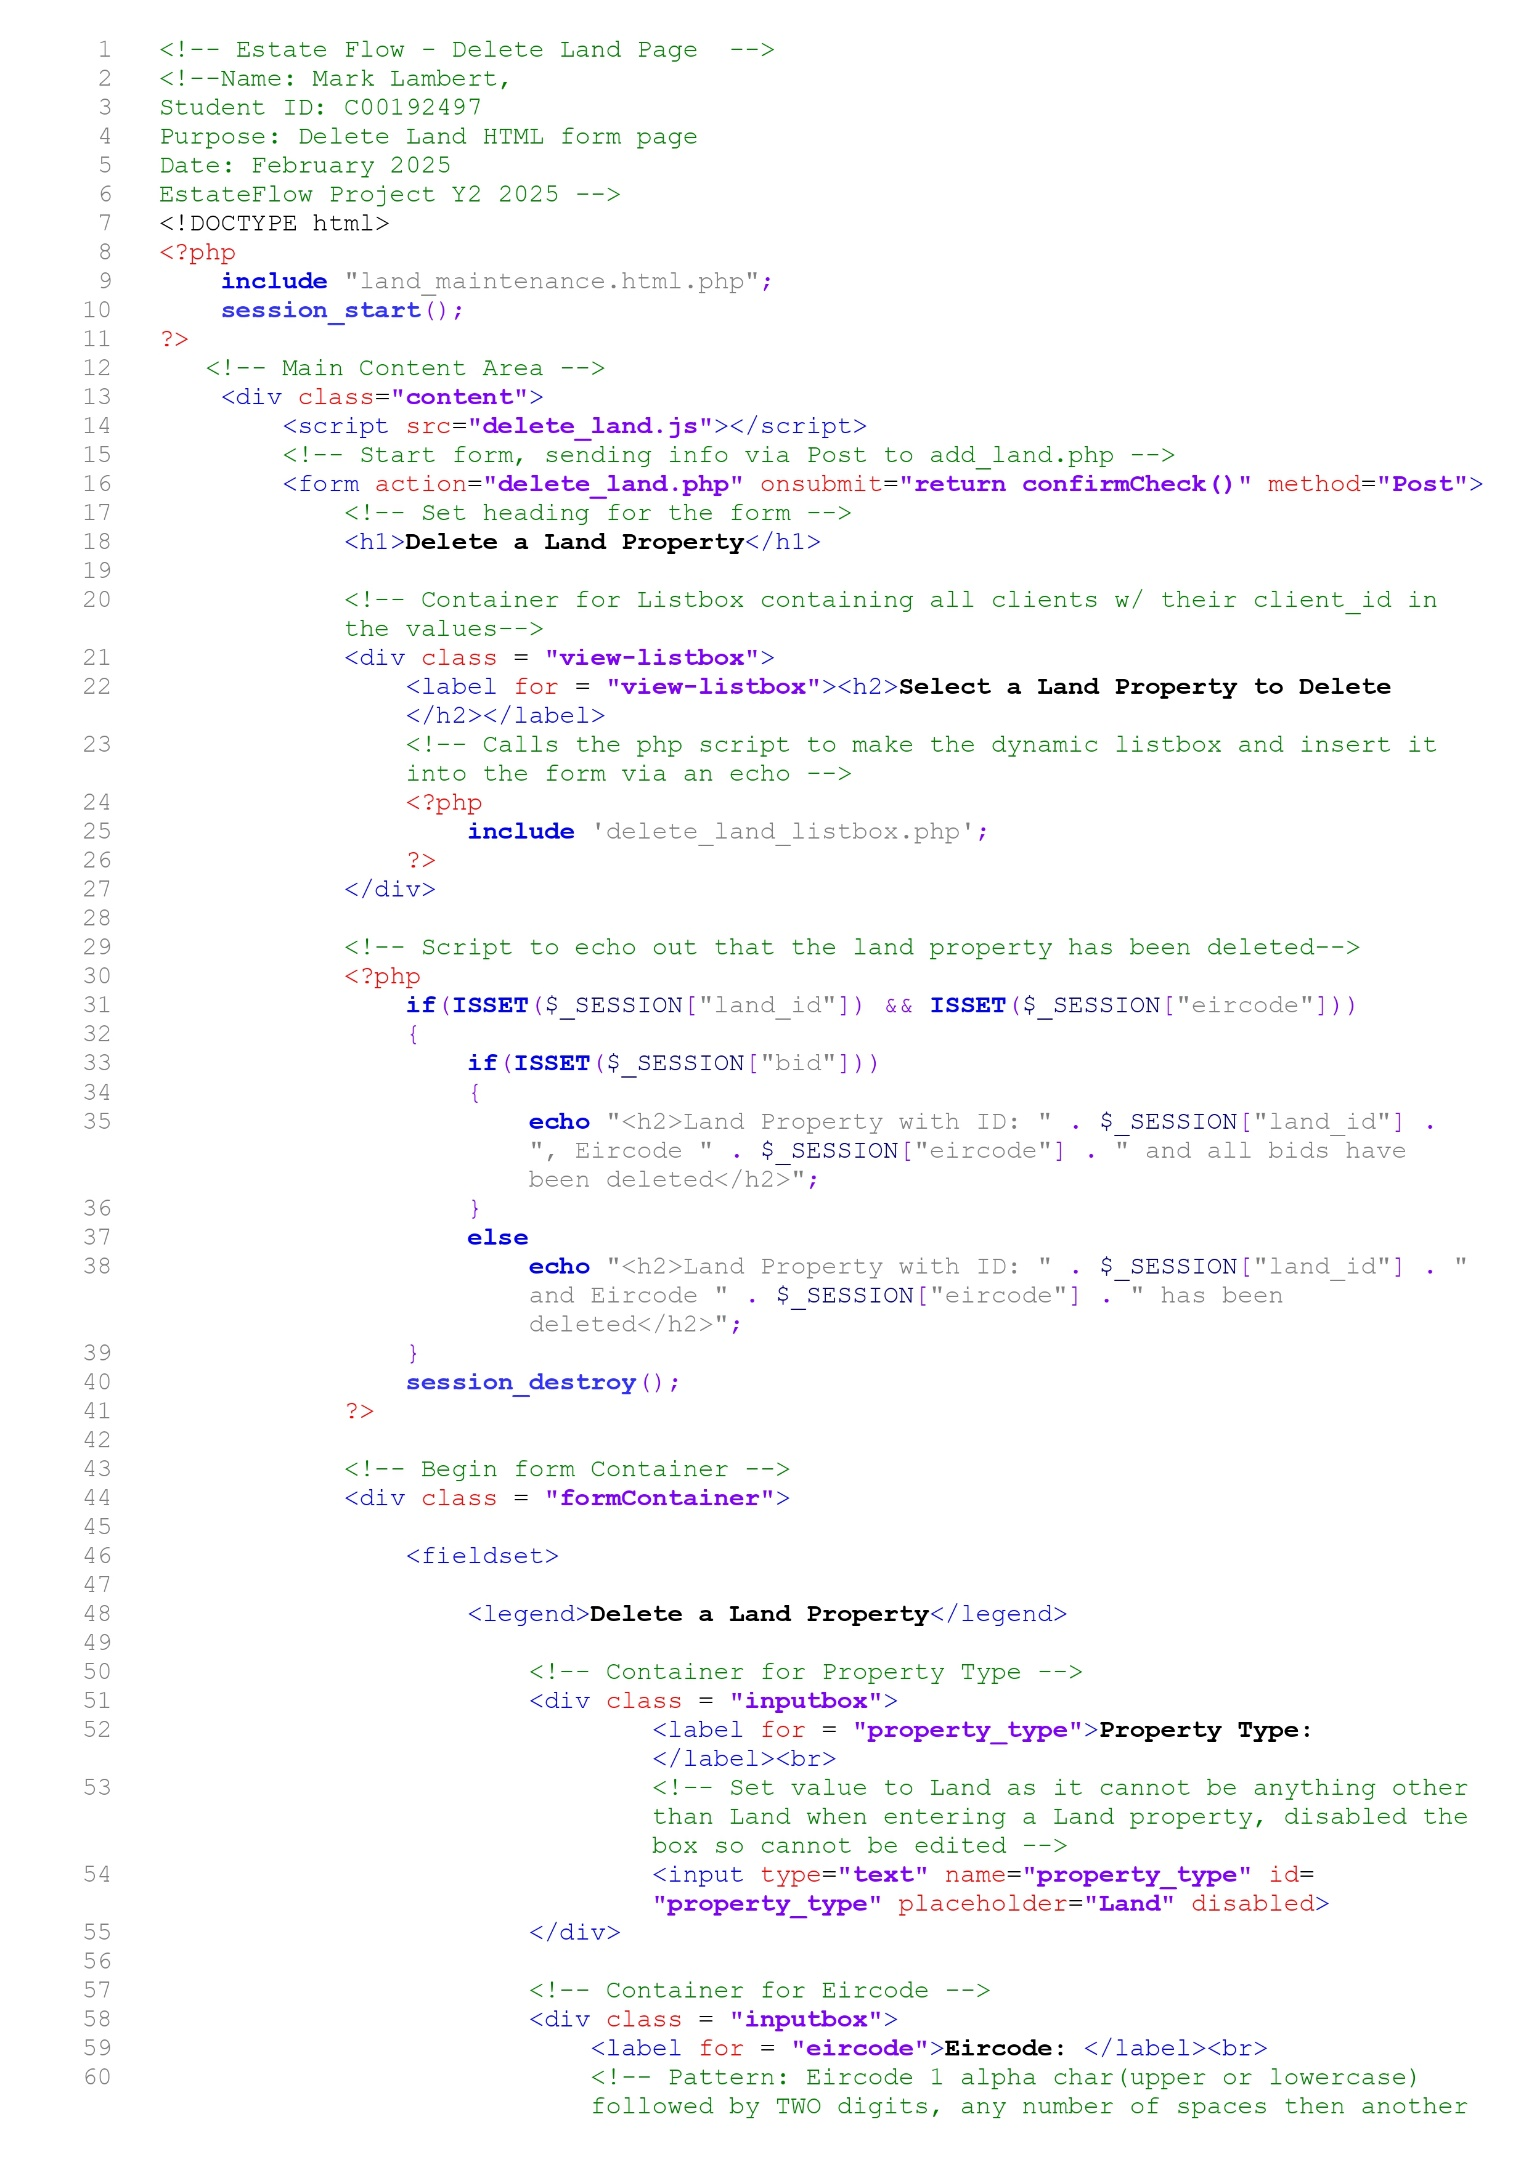 1 <!-- Estate Flow - Delete Land Page  -->
2 <!--Name: Mark Lambert,
3 Student ID: C00192497
4 Purpose: Delete Land HTML form page
5 Date: February 2025
6 EstateFlow Project Y2 2025 -->
7 <!DOCTYPE html>
8 <?php
9 include "land_maintenance.html.php";
10 session_start();
11 ?>
12 <!-- Main Content Area -->
13 <div class="content">
14 <script src="delete_land.js"></script>
15 <!-- Start form, sending info via Post to add_land.php -->
16 <form action="delete_land.php" onsubmit="return confirmCheck()" method="Post">
17 <!-- Set heading for the form -->
18 <h1>Delete a Land Property</h1>
19
20 <!-- Container for Listbox containing all clients w/ their client_id in
the values-->
21 <div class = "view-listbox">
22 <label for = "view-listbox"><h2>Select a Land Property to Delete
</h2></label>
23 <!-- Calls the php script to make the dynamic listbox and insert it
into the form via an echo -->
24 <?php
25 include 'delete_land_listbox.php';
26 ?>
27 </div>
28
29 <!-- Script to echo out that the land property has been deleted-->
30 <?php
31 if(ISSET($_SESSION["land_id"]) && ISSET($_SESSION["eircode"]))
32 {
33 if(ISSET($_SESSION["bid"]))
34 {
35 echo "<h2>Land Property with ID: " . $_SESSION["land_id"] .
", Eircode " . $_SESSION["eircode"] . " and all bids have
been deleted</h2>";
36 }
37 else
38 echo "<h2>Land Property with ID: " . $_SESSION["land_id"] . "
and Eircode " . $_SESSION["eircode"] . " has been
deleted</h2>";
39 }
40 session_destroy();
41 ?>
42
43 <!-- Begin form Container -->
44 <div class = "formContainer">
45
46 <fieldset>
47
48 <legend>Delete a Land Property</legend>
49
50 <!-- Container for Property Type -->
51 <div class = "inputbox">
52 <label for = "property_type">Property Type:
</label><br>
53 <!-- Set value to Land as it cannot be anything other
than Land when entering a Land property, disabled the
box so cannot be edited -->
54 <input type="text" name="property_type" id=
"property_type" placeholder="Land" disabled>
55 </div>
56
57 <!-- Container for Eircode -->
58 <div class = "inputbox">
59 <label for = "eircode">Eircode: </label><br>
60 <!-- Pattern: Eircode 1 alpha char(upper or lowercase)
followed by TWO digits, any number of spaces then another